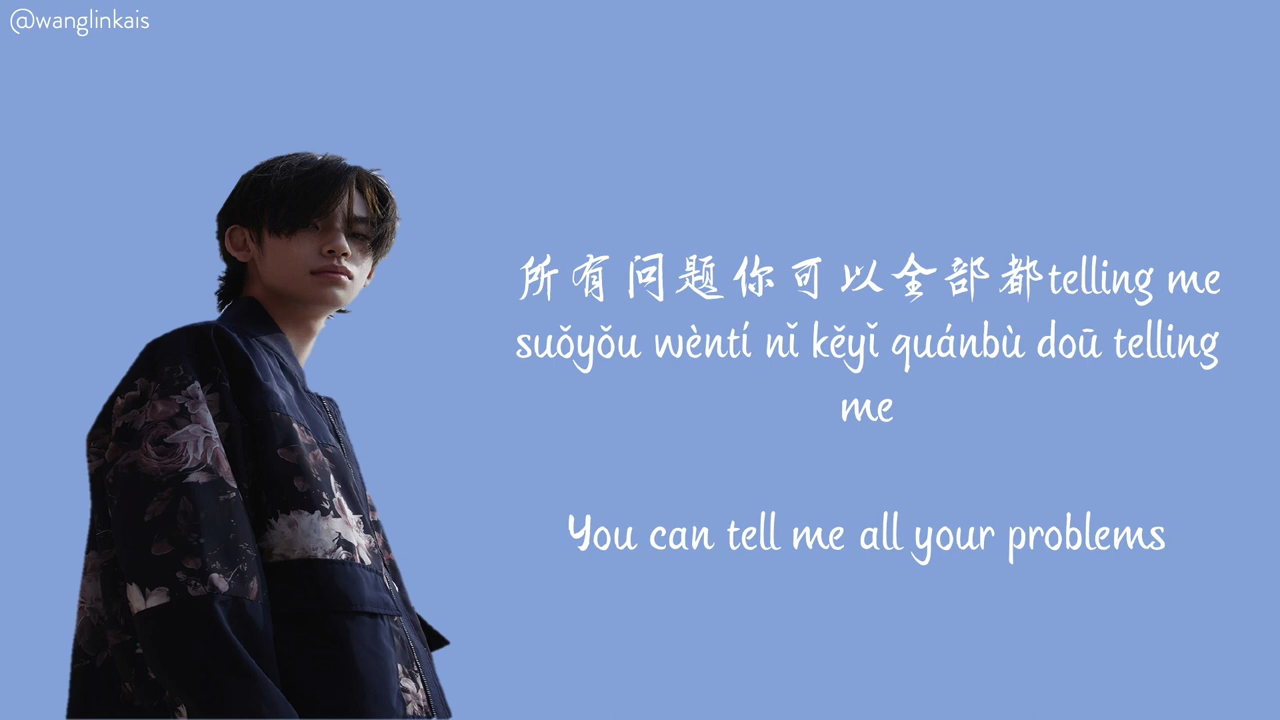 @wanglinkais
所有问题你可以全部都telling me
suǒyǒu wèntí nǐ kěyǐ quánbù doū telling
me
You can tell me all your problems